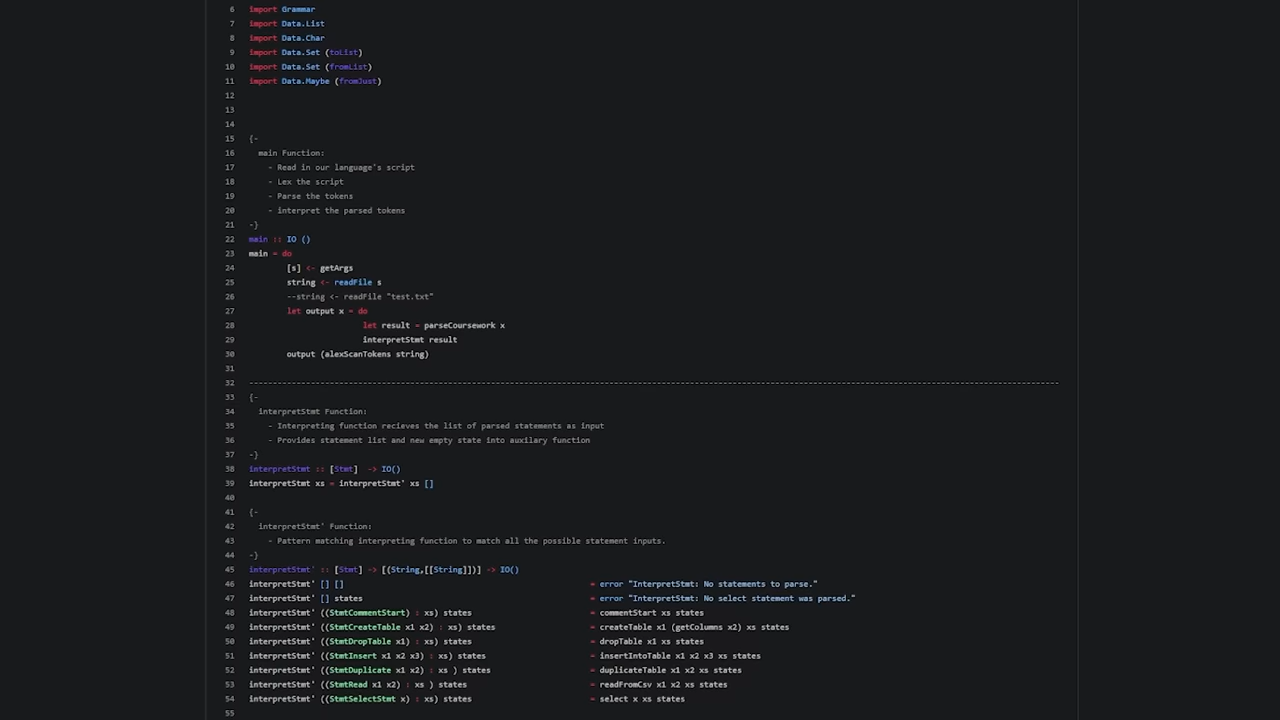 6 import Grammar
7 import Data.List
8 import Data.Char
9 import Data.Set (toList)
10 import Data.Set (fromList)
11 import Data.Maybe (fromJust)
12
13
14
15 {-
16 main Function:
17 - Read in our language's script
18 - Lex the script
19 - Parse the tokens
20 - interpret the parsed tokens
21 -}
22 main :: IO ()
23 main = do
24 [s] <- getArgs
25 string <- readFile s
26 --string <- readFile "test.txt"
27 let output x = do
28 let result = parseCoursework x
29 interpretStmt result
30 output (alexScanTokens string)
31
32 ---------------------------------------------------------------------------------------------------------------------------------------------------------------------------
33 {-
34 interpretStmt Function:
35 - Interpreting function recieves the list of parsed statements as input
36 - Provides statement list and new empty state into auxilary function
37 -}
38 interpretStmt :: [Stmt] -> IO()
39 interpretStmt xs = interpretStmt' xs []
40
41 {-
42 interpretStmt' Function:
43 - Pattern matching interpreting function to match all the possible statement inputs.
44 -}
45 interpretStmt' :: [Stmt] -> [(String,[[String]])] -> IO()
46 interpretStmt' [] [] = error "InterpretStmt: No statements to parse."
47 interpretStmt' [] states = error "InterpretStmt: No select statement was parsed."
48 interpretStmt' ((StmtCommentStart) : xs) states = commentStart xs states
49 interpretStmt' ((StmtCreateTable x1 x2) : xs) states = createTable x1 (getColumns x2) xs states
50 interpretStmt' ((StmtDropTable x1) : xs) states = dropTable x1 xs states
51 interpretStmt' ((StmtInsert x1 x2 x3) : xs) states = insertIntoTable x1 x2 x3 xs states
52 interpretStmt' ((StmtDuplicate x1 x2) : xs ) states = duplicateTable x1 x2 xs states
53 interpretStmt' ((StmtRead x1 x2) : xs ) states = readFromCsv x1 x2 xs states
54 interpretStmt' ((StmtSelectStmt x) : xs) states = select x xs states
55